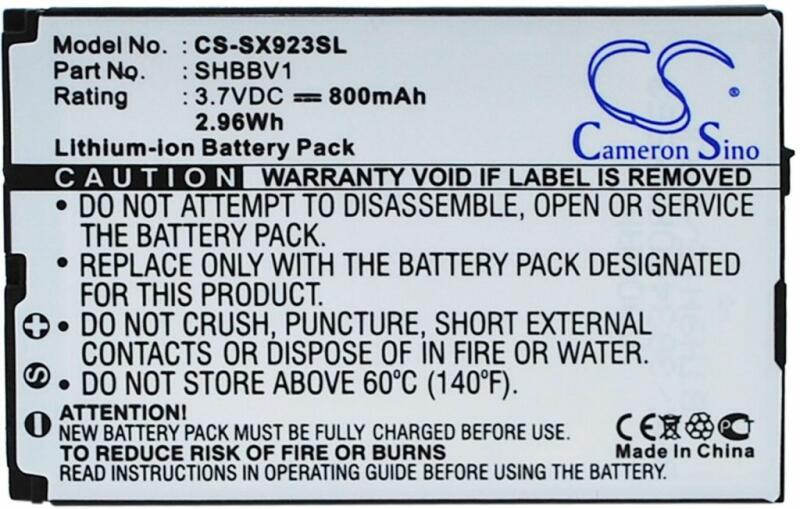 Model No. : CS-SX923SL
Part No. : SHBBV1
Rating : 3.7VDC ⎓ 800mAh
2.96Wh
Lithium-ion Battery Pack
CS
®
Cameron Sino
CAUTION WARRANTY VOID IF LABEL IS REMOVED
• DO NOT ATTEMPT TO DISASSEMBLE, OPEN OR SERVICE
THE BATTERY PACK.
• REPLACE ONLY WITH THE BATTERY PACK DESIGNATED
FOR THIS EQUIPMENT.
• DO NOT CRUSH, PUNCTURE, SHORT EXTERNAL
CONTACTS OR DISPOSE OF IN FIRE OR WATER.
• DO NOT STORE ABOVE 60°C (140°F).
+
S
-
ATTENTION!
NEW BATTERY PACK MUST BE FULLY CHARGED BEFORE USE
TO REDUCE RISK OF FIRE OR BURNS
READ INSTRUCTIONS IN OPERATING GUIDE BEFORE USING BATTERY
CE
Made In China